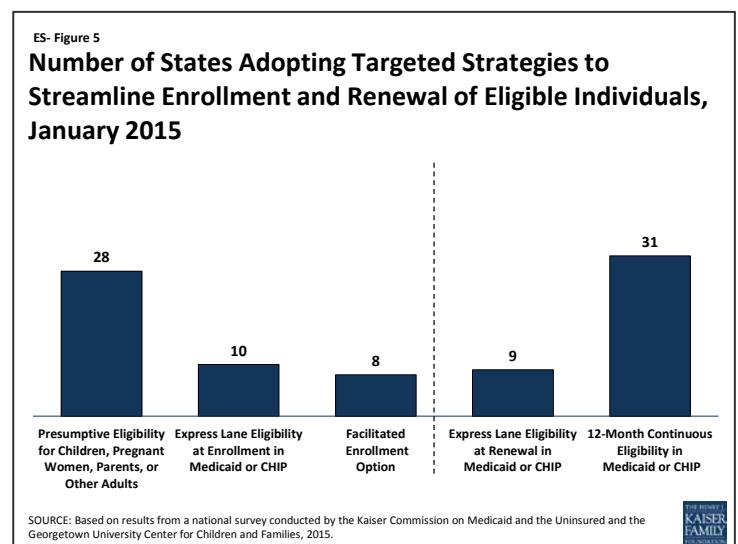 ES- Figure 5
Number of States Adopting Targeted Strategies to
Streamline Enrollment and Renewal of Eligible Individuals,
January 2015
28
10
8
9
31
Presumptive Eligibility
for Children, Pregnant
Women, Parents, or
Other Adults
Express Lane Eligibility
at Enrollment in
Medicaid or CHIP
Facilitated
Enrollment
Option
Express Lane Eligibility
at Renewal in
Medicaid or CHIP
12-Month Continuous
Eligibility in
Medicaid or CHIP
SOURCE: Based on results from a national survey conducted by the Kaiser Commission on Medicaid and the Uninsured and the
Georgetown University Center for Children and Families, 2015.
THE HENRY J.
KAISER
FAMILY
FOUNDATION